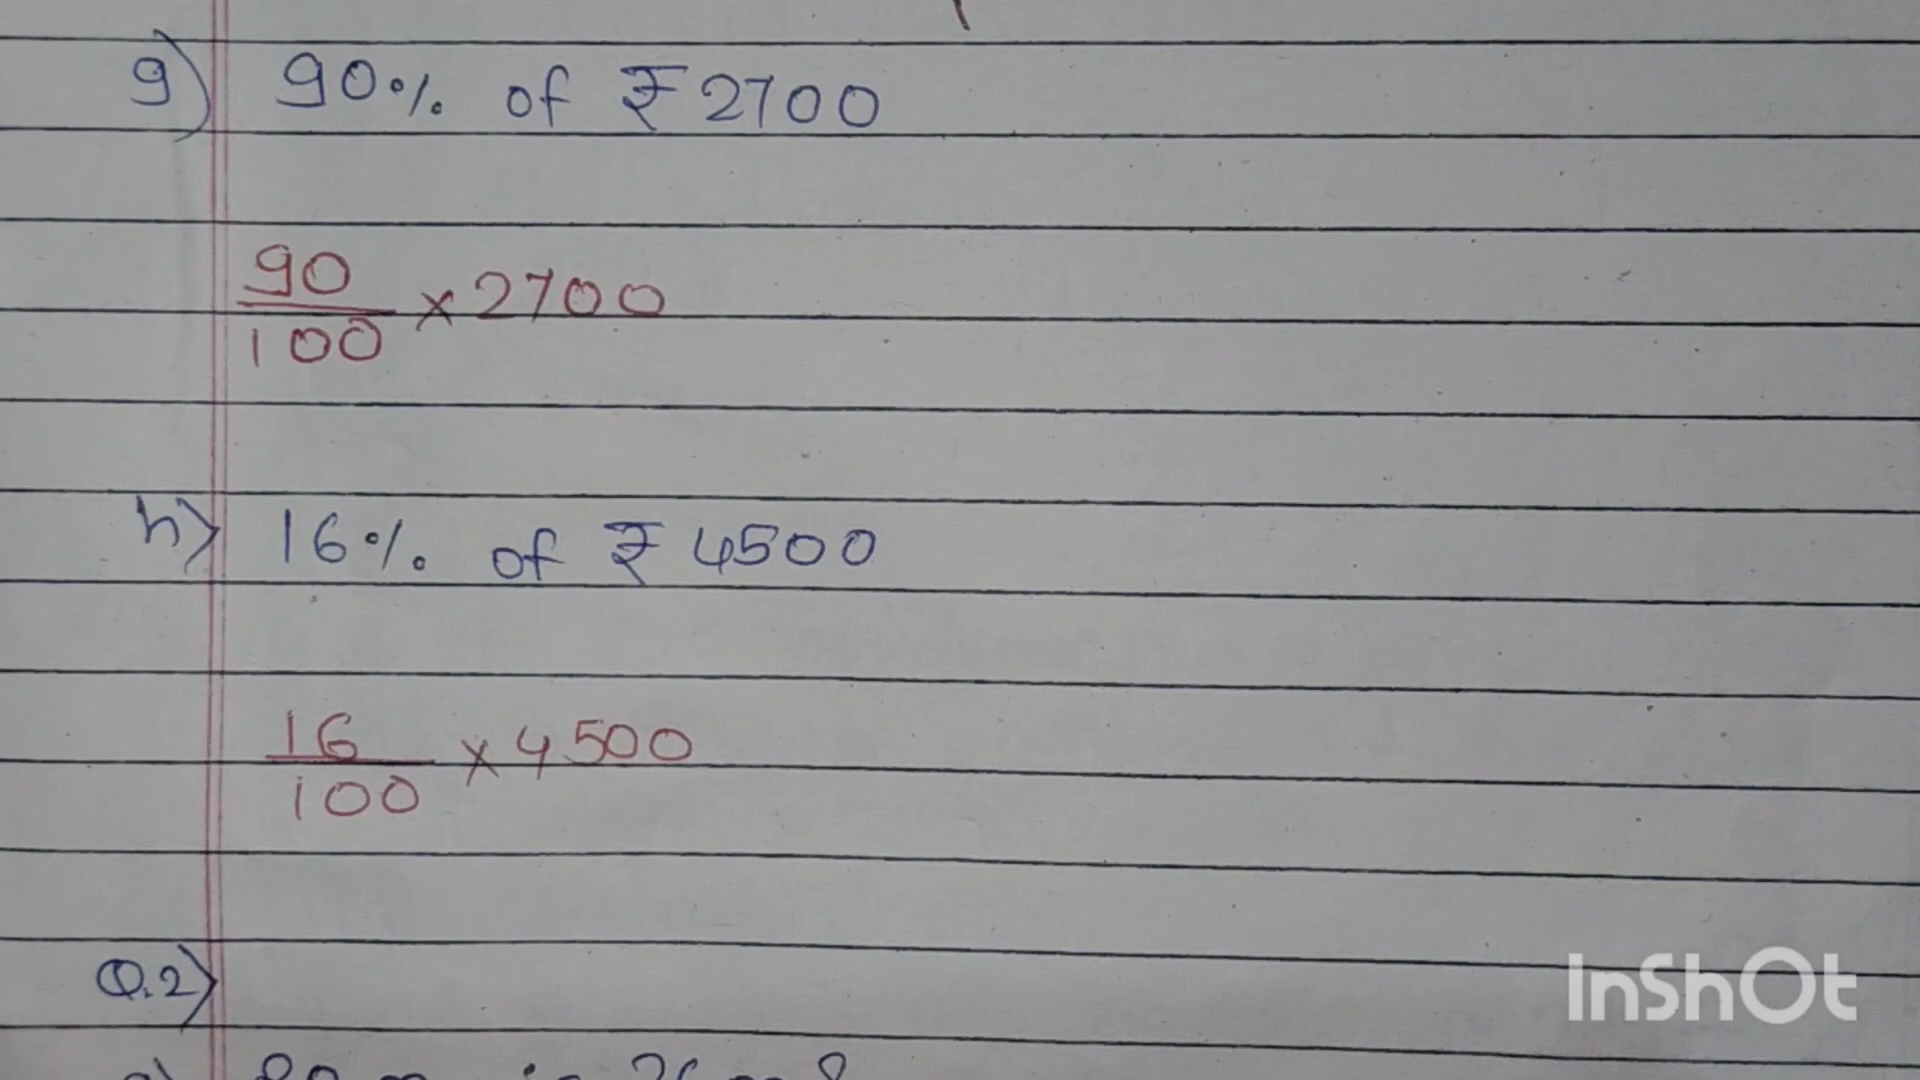 g) 90% of ₹ 2700
90/100 × 2700
h) 16% of ₹ 4500
16/100 × 4500
Q.2)
InShOt